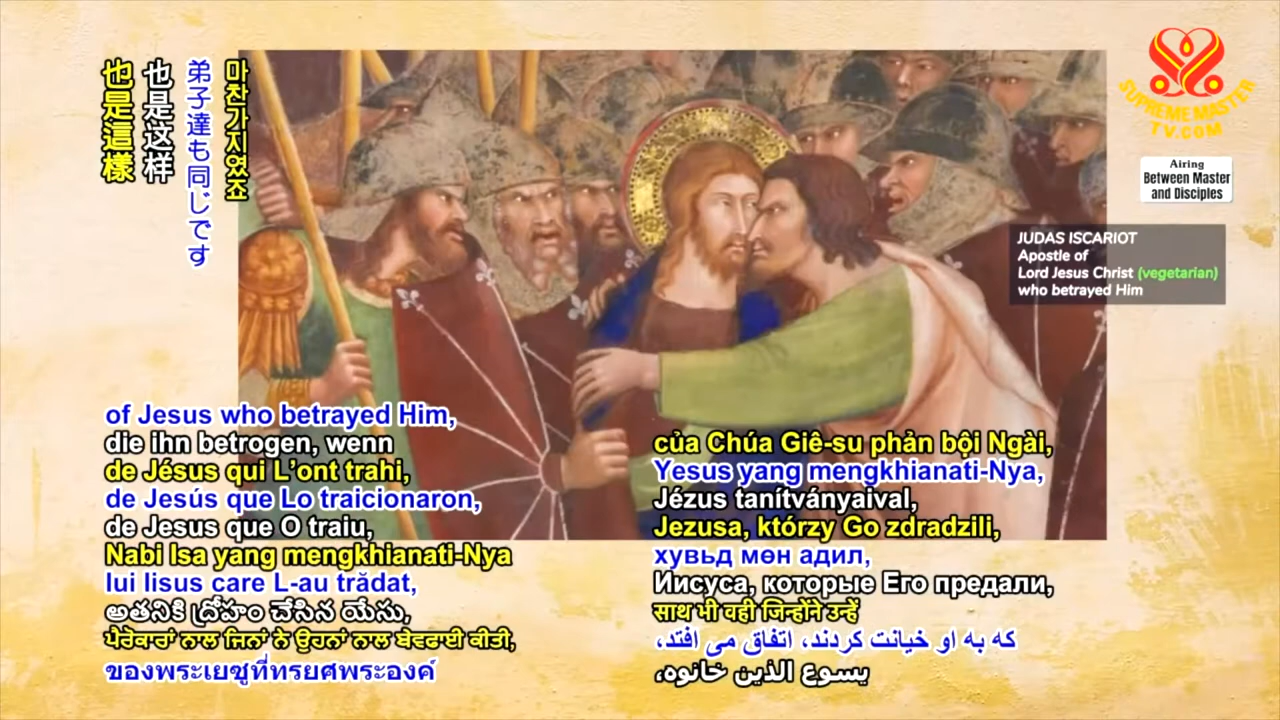 마찬가지였죠
弟子達も同じです
也是这样
也是這樣
SUPREME MASTER
TV.COM
Airing
Between Master
and Disciples
JUDAS ISCARIOT
Apostle of
Lord Jesus Christ (vegetarian)
who betrayed Him
of Jesus who betrayed Him,
die ihn betrogen, wenn
de Jésus qui L’ont trahi,
de Jesús que Lo traicionaron,
de Jesus que O traiu,
Nabi Isa yang mengkhianati-Nya
lui Iisus care L-au trădat,
అతనికి ద్రోహం చేసిన యేసు,
ਪੈਰੋਕਾਰਾਂ ਨਾਲ ਜਿਨਾਂ ਨੇ ਉਹਨਾਂ ਨਾਲ ਬੇਵਫਾਈ ਕੀਤੀ,
ของพระเยซูที่ทรยศพระองค์
của Chúa Giê-su phản bội Ngài,
Yesus yang mengkhianati-Nya,
Jézus tanítványaival,
Jezusa, którzy Go zdradzili,
хувьд мөн адил,
Иисуса, которые Его предали,
साथ भी वही जिन्होंने उन्हें
که به او خیانت کردند، اتفاق می افتد،
يسوع الذين خانوه،